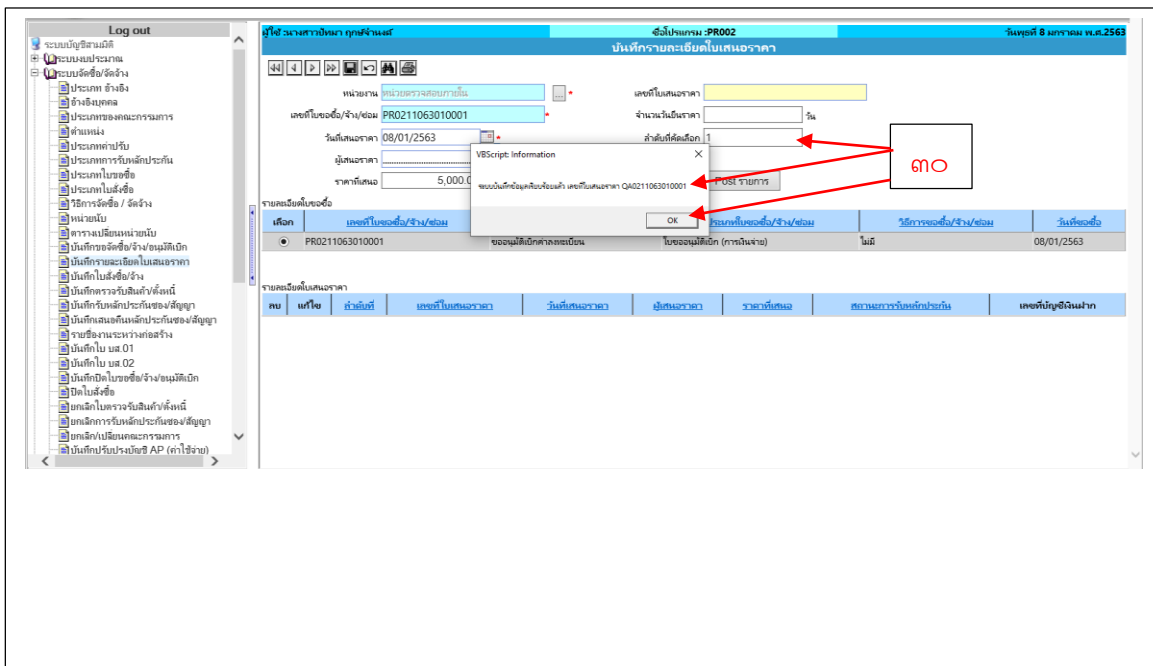 Log out
ระบบบัญชีสามมิติ
ระบบงบประมาณ
ระบบจัดซื้อ/จัดจ้าง
ประเภท อ้างอิง
อ้างอิงบุคคล
ประเภทของคณะกรรมการ
ตำแหน่ง
ประเภทค่าปรับ
ประเภทการรับหลักประกัน
ประเภทใบขอซื้อ
ประเภทใบสั่งซื้อ
วิธีการจัดซื้อ / จัดจ้าง
หน่วยนับ
ตารางเปลี่ยนหน่วยนับ
บันทึกขอจัดซื้อ/จ้าง/อนุมัติเบิก
บันทึกรายละเอียดใบเสนอราคา
บันทึกใบสั่งซื้อ/จ้าง
บันทึกตรวจรับสินค้า/ตั้งหนี้
บันทึกรับหลักประกันซอง/สัญญา
บันทึกเสนอคืนหลักประกันซอง/สัญญา
รายชื่องานระหว่างก่อสร้าง
บันทึกใบ บส.01
บันทึกใบ บส.02
บันทึกปิดใบขอซื้อ/จ้าง/อนุมัติเบิก
ปิดใบสั่งซื้อ
ยกเลิกใบตรวจรับสินค้า/ตั้งหนี้
ยกเลิกการรับหลักประกันซอง/สัญญา
ยกเลิก/เปลี่ยนคณะกรรมการ
บันทึกปรับปรุงบัญชี AP (ค่าใช้จ่าย)
ผู้ใช้ :นางสาวปัทมา ฤกษ์จำนงค์ ชื่อโปรแกรม :PR002 วันพุธที่ 8 มกราคม พ.ศ.2563
บันทึกรายละเอียดใบเสนอราคา
หน่วยงาน หน่วยตรวจสอบภายใน ... * เลขที่ใบเสนอราคา
เลขที่ใบขอซื้อ/จ้าง/ซ่อม PR0211063010001 * จำนวนวันยืนราคา วัน
วันที่เสนอราคา 08/01/2563 * ลำดับที่คัดเลือก 1
ผู้เสนอราคา
ราคาที่เสนอ 5,000.0 Post รายการ
VBScript: Information
ระบบบันทึกข้อมูลเรียบร้อยแล้ว เลขที่ใบเสนอราคา QA0211063010001
OK
๓๐
รายละเอียดใบขอซื้อ
เลือก เลขที่ใบขอซื้อ/จ้าง/ซ่อม ประเภทใบขอซื้อ/จ้าง/ซ่อม วิธีการขอซื้อ/จ้าง/ซ่อม วันที่ขอซื้อ
PR0211063010001 ขออนุมัติเบิกค่าลงทะเบียน ใบขออนุมัติเบิก (การเงินจ่าย) ไม่มี 08/01/2563
รายละเอียดใบเสนอราคา
ลบ แก้ไข ลำดับที่ เลขที่ใบเสนอราคา วันที่เสนอราคา ผู้เสนอราคา ราคาที่เสนอ สถานะการรับหลักประกัน เลขที่บัญชีเงินฝาก